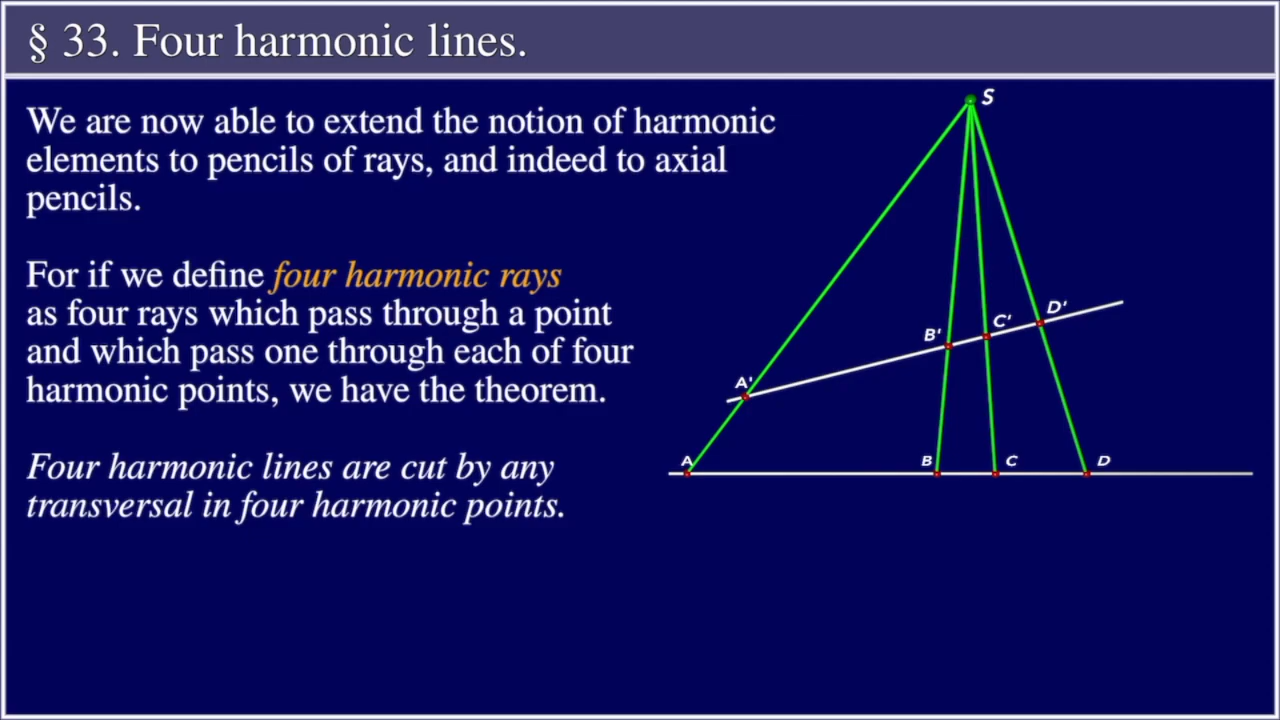 § 33. Four harmonic lines.
We are now able to extend the notion of harmonic
elements to pencils of rays, and indeed to axial
pencils.
For if we define four harmonic rays
as four rays which pass through a point
and which pass one through each of four
harmonic points, we have the theorem.
Four harmonic lines are cut by any
transversal in four harmonic points.
S
D'
C'
B'
A'
A
B
C
D